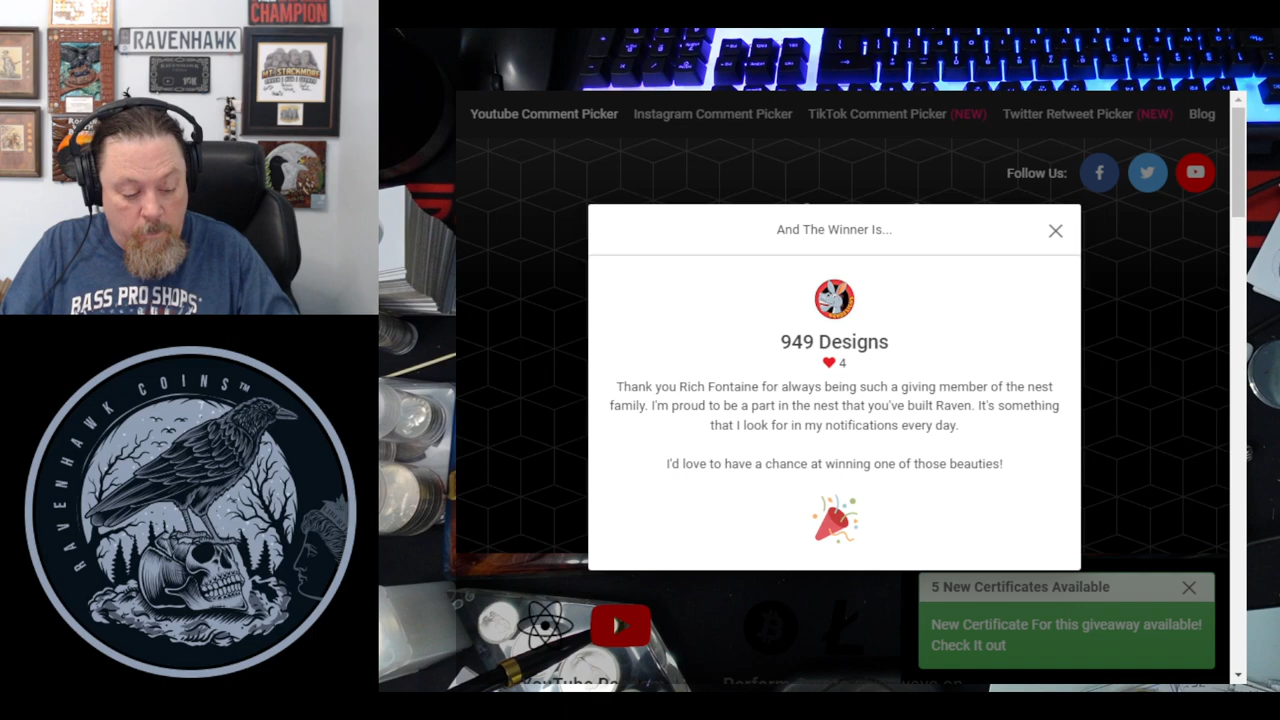 CHAMPION
RAVENHAWK
MT. STACKMORE
BASS PRO SHOPS
RAVENHAWK COINS™
Youtube Comment Picker Instagram Comment Picker TikTok Comment Picker (NEW) Twitter Retweet Picker (NEW) Blog
Follow Us:
And The Winner Is...
949 Designs
4
Thank you Rich Fontaine for always being such a giving member of the nest
family. I'm proud to be a part in the nest that you've built Raven. It's something
that I look for in my notifications every day.
I'd love to have a chance at winning one of those beauties!
5 New Certificates Available
New Certificate For this giveaway available!
Check It out